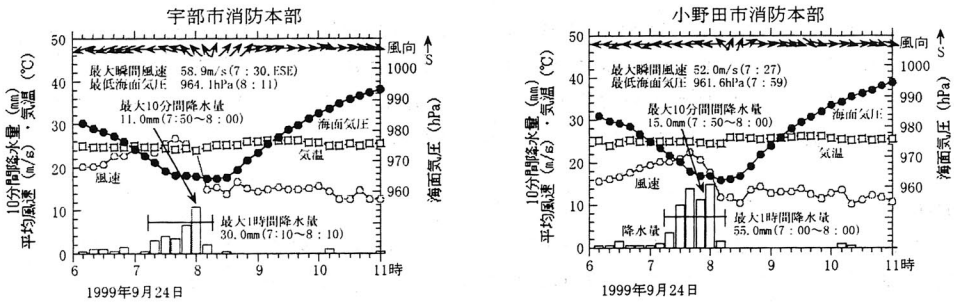 宇部市消防本部
50
40
30
20
10
0
10分間降水量 (mm)
平均風速 (m/s)・気温 (℃)
風向
S
1000
990
980
970
960
海面気圧 (hPa)
最大瞬間風速 58.9m/s(7:30.ESE)
最低海面気圧 964.1hPa(8:11)
最大10分間降水量
11.0mm(7:50～8:00)
海面気圧
気温
風速
最大1時間降水量
30.0mm(7:10～8:10)
6 7 8 9 10 11時
1999年9月24日
小野田市消防本部
50
40
30
20
10
0
10分間降水量 (mm)
平均風速 (m/s)・気温 (℃)
風向
S
1000
990
980
970
960
海面気圧 (hPa)
最大瞬間風速 52.0m/s(7:27)
最低海面気圧 961.6hPa(7:59)
最大10分間降水量
15.0mm(7:50～8:00)
海面気圧
気温
風速
降水量
最大1時間降水量
55.0mm(7:00～8:00)
6 7 8 9 10 11時
1999年9月24日